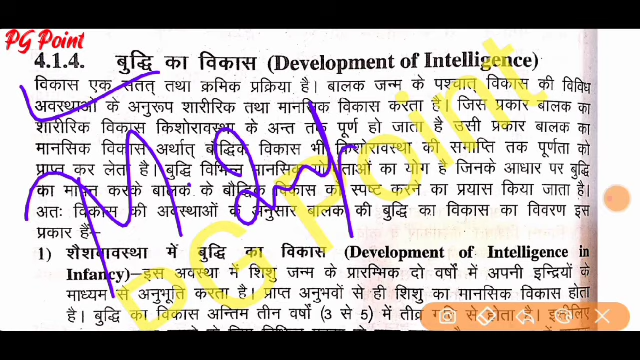 PG Point
4.1.4. बुद्धि का विकास (Development of Intelligence)
विकास एक सतत् तथा क्रमिक प्रक्रिया है। बालक जन्म के पश्चात् विकास की विविध
अवस्थाओं के अनुरूप शारीरिक तथा मानसिक विकास करता है। जिस प्रकार बालक का
शारीरिक विकास किशोरावस्था के अन्त तक पूर्ण हो जाता है उसी प्रकार बालक का
मानसिक विकास अर्थात् बौद्धिक विकास भी किशोरावस्था की समाप्ति तक पूर्णता को
प्राप्त कर लेता है। बुद्धि विभिन्न मानसिक का योग है जिनके आधार पर बुद्धि
का मापन करके बालक के बौद्धिक विकास को स्पष्ट करने का प्रयास किया जाता है।
अतः विकास की अवस्थाओं के अनुसार बालक की बुद्धि का विकास का विवरण इस
प्रकार है–
1) शैशवावस्था में बुद्धि का विकास (Development of Intelligence in
Infancy)–इस अवस्था में शिशु जन्म के प्रारम्भिक दो वर्षो में अपनी इन्द्रियों के
माध्यम से अनुभूति करता है। प्राप्त अनुभवों से ही शिशु का मानसिक विकास होता
है। बुद्धि का विकास अन्तिम तीन वर्षो (3 से 5) में तीव्र गति से होता है। इसीलिए
PG Point